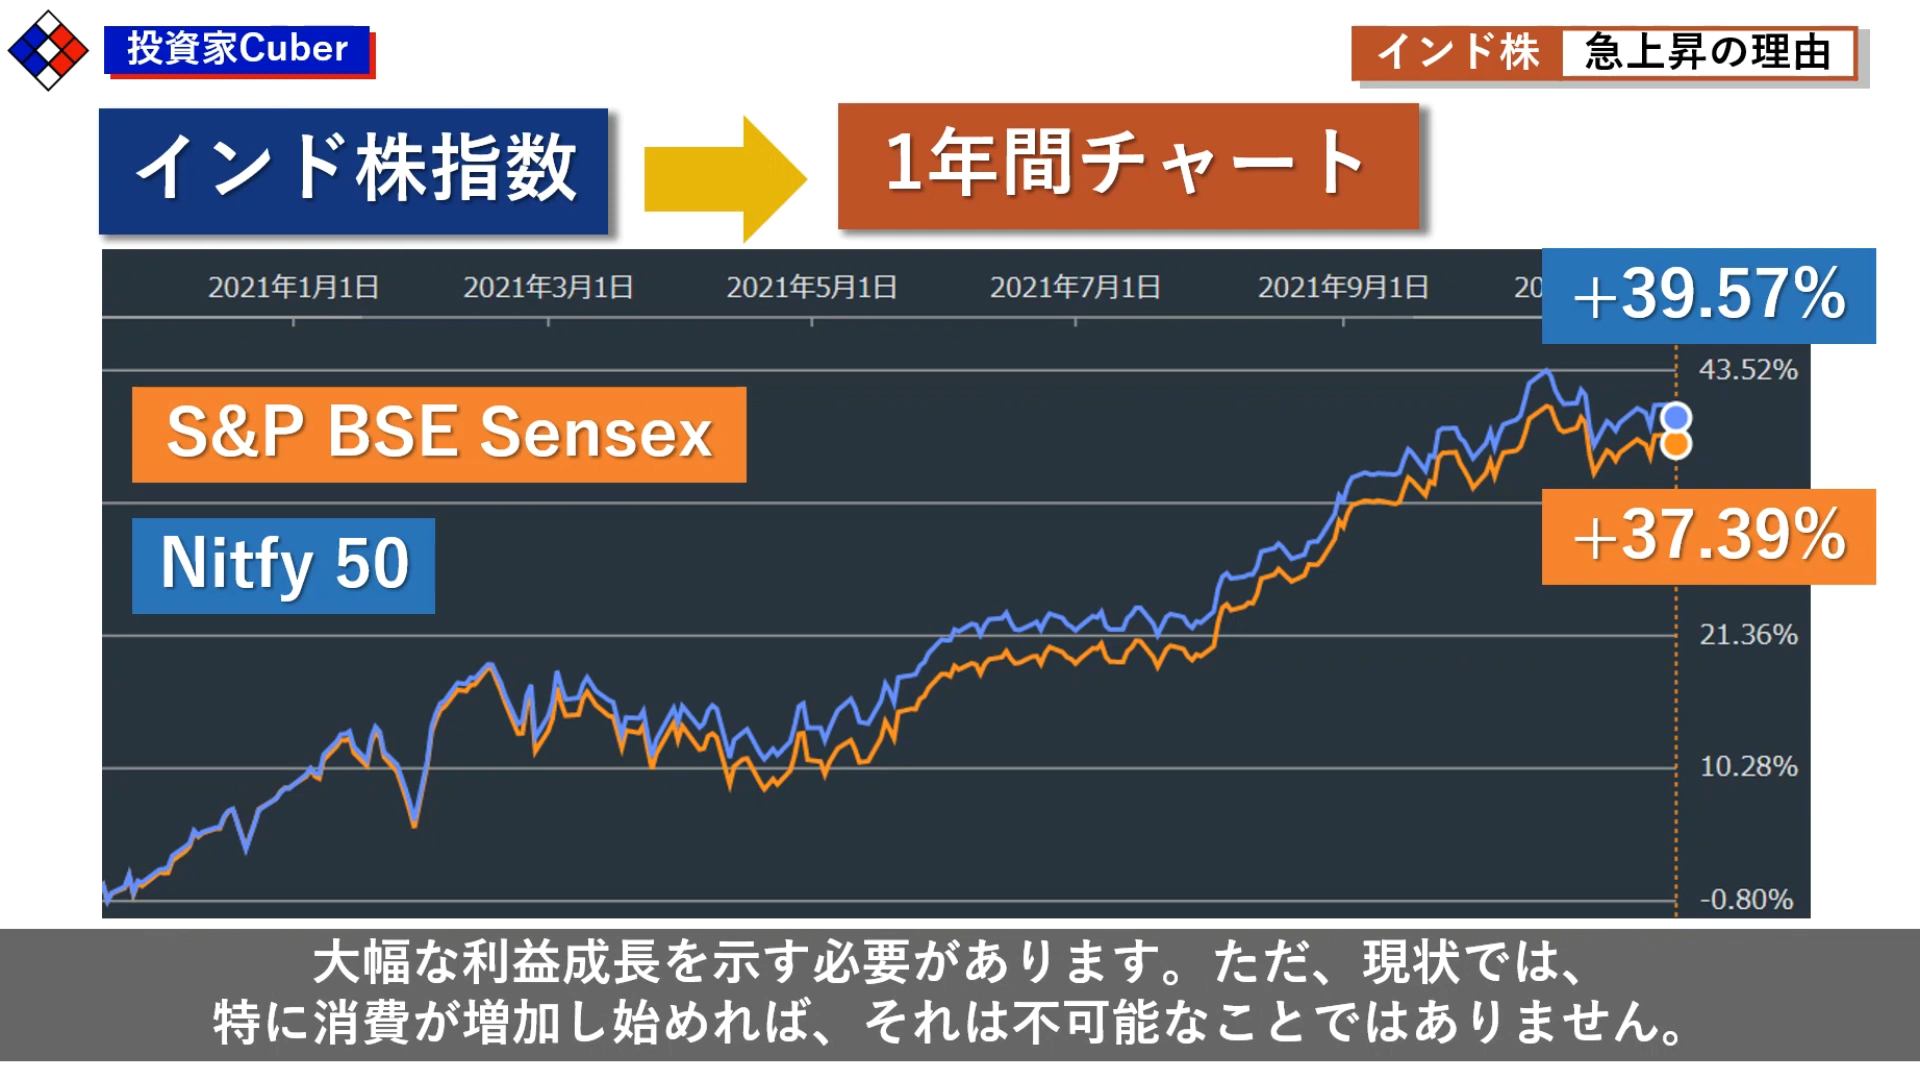 投資家Cuber
インド株 急上昇の理由
インド株指数
1年間チャート
2021年1月1日 2021年3月1日 2021年5月1日 2021年7月1日 2021年9月1日 20
+39.57%
43.52%
S&P BSE Sensex
+37.39%
Nitfy 50
21.36%
10.28%
-0.80%
大幅な利益成長を示す必要があります。ただ、現状では、
特に消費が増加し始めれば、それは不可能なことではありません。